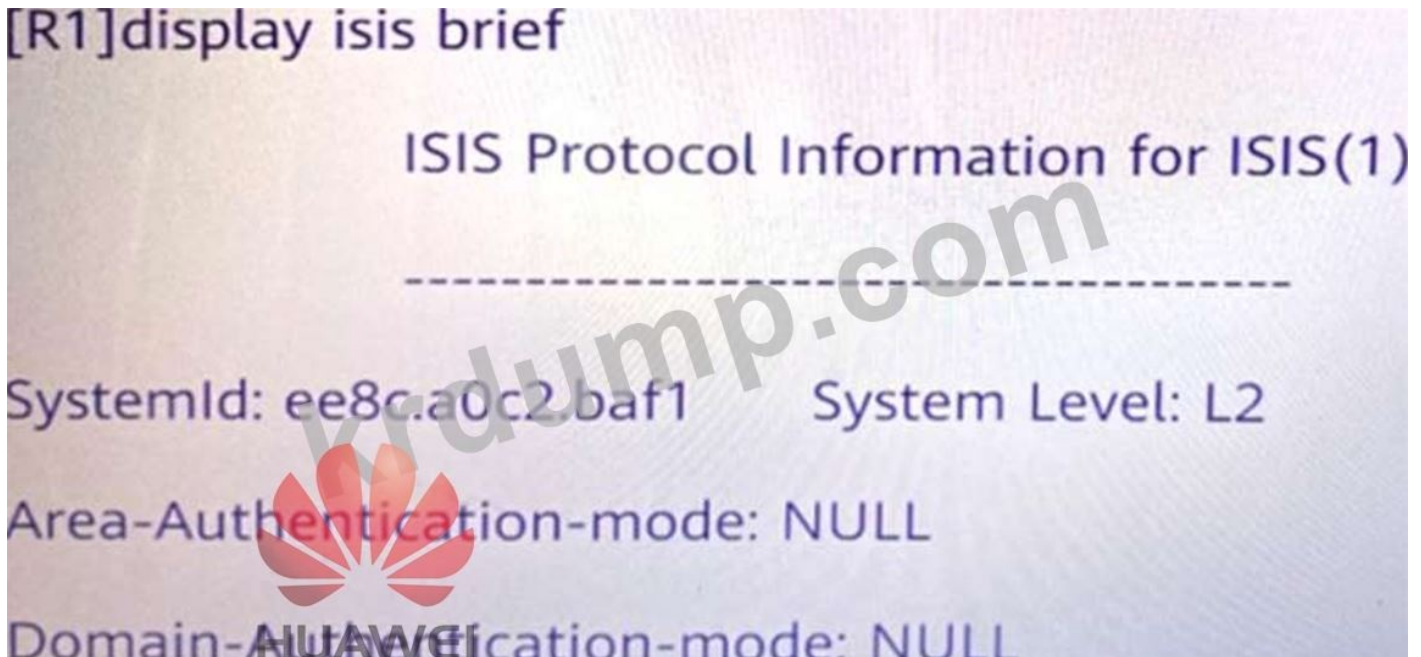 [R1]display isis brief
ISIS Protocol Information for ISIS(1)
-------------------------------------
SystemId: ee8c.a0c2.baf1 System Level: L2
Area-Authentication-mode: NULL
Domain-Authentication-mode: NULL
krdump.com
HUAWEI